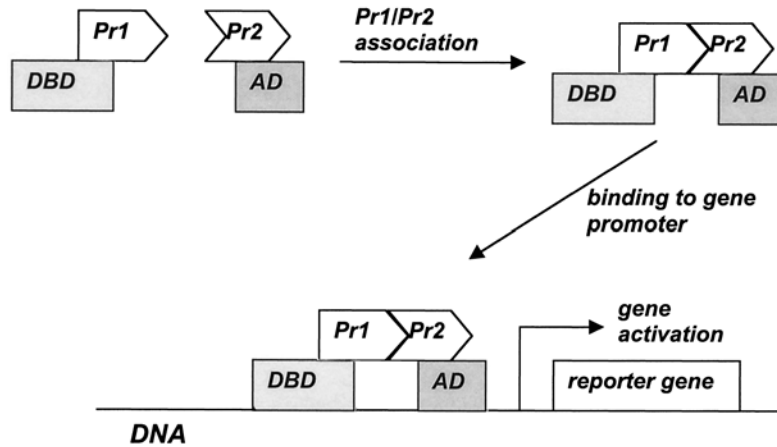 Pr1
Pr2
DBD
AD
Pr1/Pr2
association
Pr1
Pr2
DBD
AD
binding to gene
promoter
Pr1
Pr2
DBD
AD
gene
activation
reporter gene
DNA